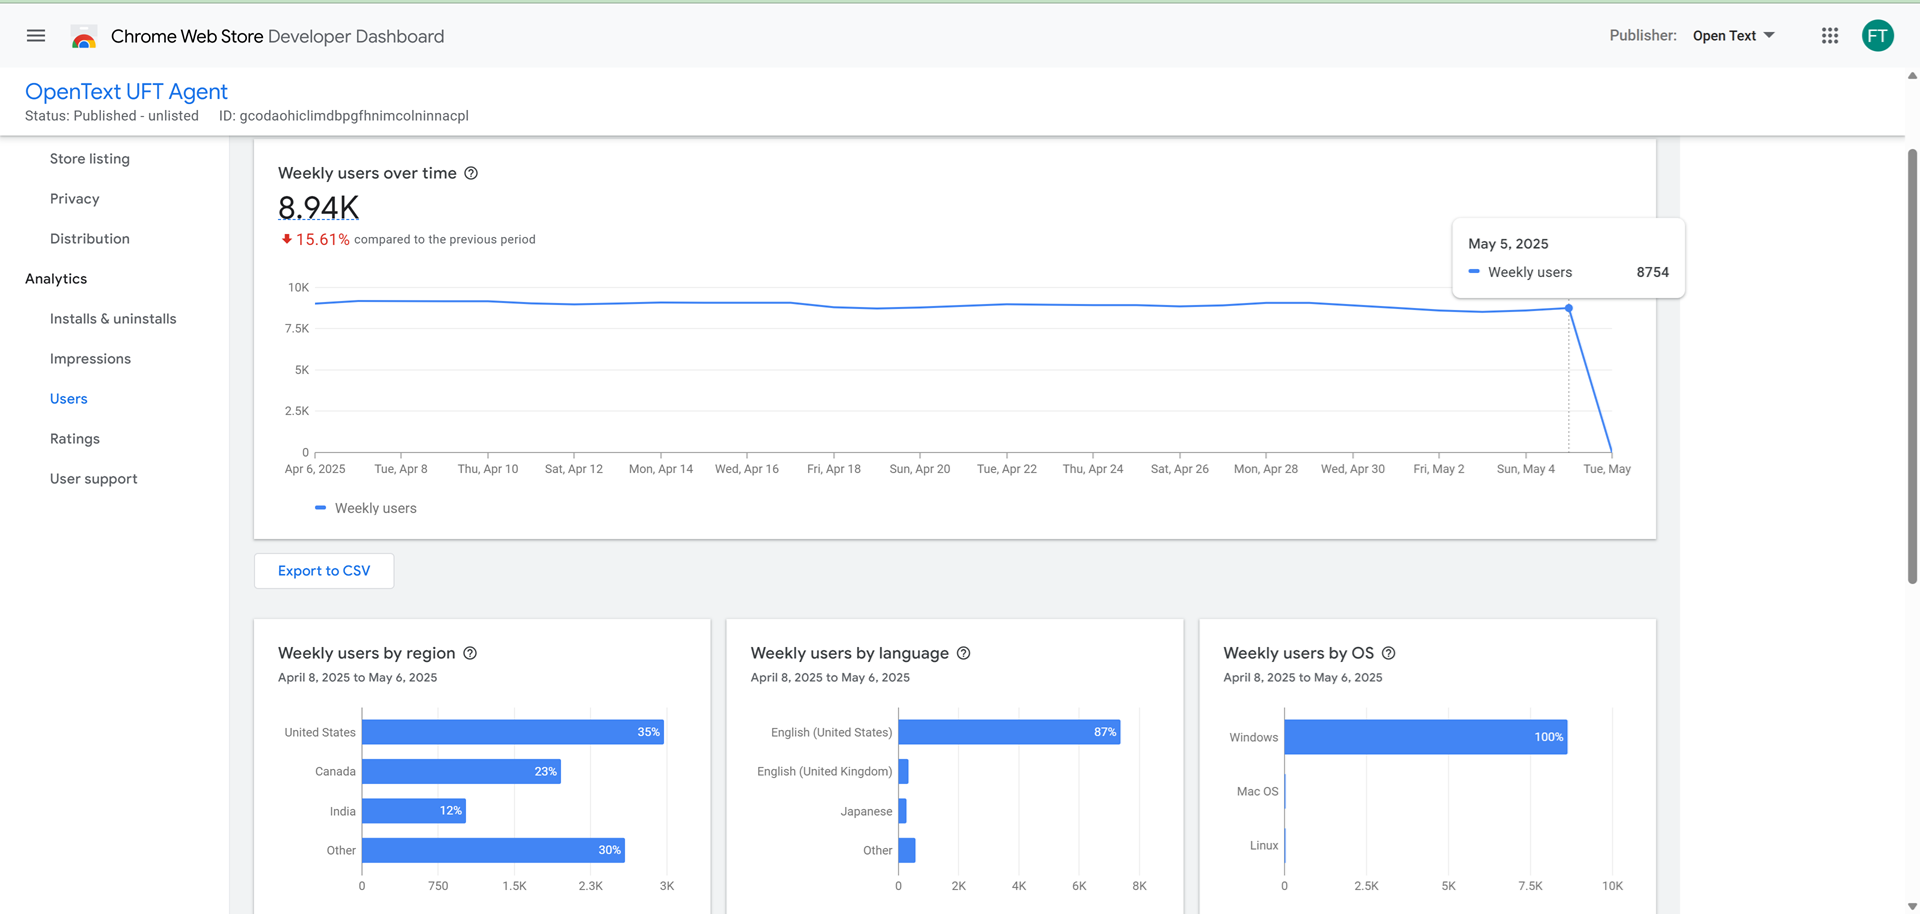 Chrome Web Store Developer Dashboard
Publisher: Open Text
FT
OpenText UFT Agent
Status: Published - unlisted ID: gcodaohiclimdbpgfhnimcolninnacpl
Store listing
Privacy
Distribution
Analytics
Installs & uninstalls
Impressions
Users
Ratings
User support
Weekly users over time
8.94K
15.61% compared to the previous period
May 5, 2025
Weekly users 8754
10K
7.5K
5K
2.5K
0
Apr 6, 2025 Tue, Apr 8 Thu, Apr 10 Sat, Apr 12 Mon, Apr 14 Wed, Apr 16 Fri, Apr 18 Sun, Apr 20 Tue, Apr 22 Thu, Apr 24 Sat, Apr 26 Mon, Apr 28 Wed, Apr 30 Fri, May 2 Sun, May 4 Tue, May
Weekly users
Export to CSV
Weekly users by region
April 8, 2025 to May 6, 2025
United States 35%
Canada 23%
India 12%
Other 30%
0 750 1.5K 2.3K 3K
Weekly users by language
April 8, 2025 to May 6, 2025
English (United States) 87%
English (United Kingdom)
Japanese
Other
0 2K 4K 6K 8K
Weekly users by OS
April 8, 2025 to May 6, 2025
Windows 100%
Mac OS
Linux
0 2.5K 5K 7.5K 10K